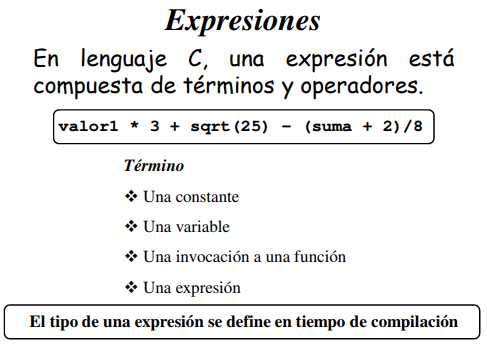 Expresiones
En lenguaje C, una expresión está
compuesta de términos y operadores.
valor1 * 3 + sqrt(25) - (suma + 2)/8
Término
❖ Una constante
❖ Una variable
❖ Una invocación a una función
❖ Una expresión
El tipo de una expresión se define en tiempo de compilación